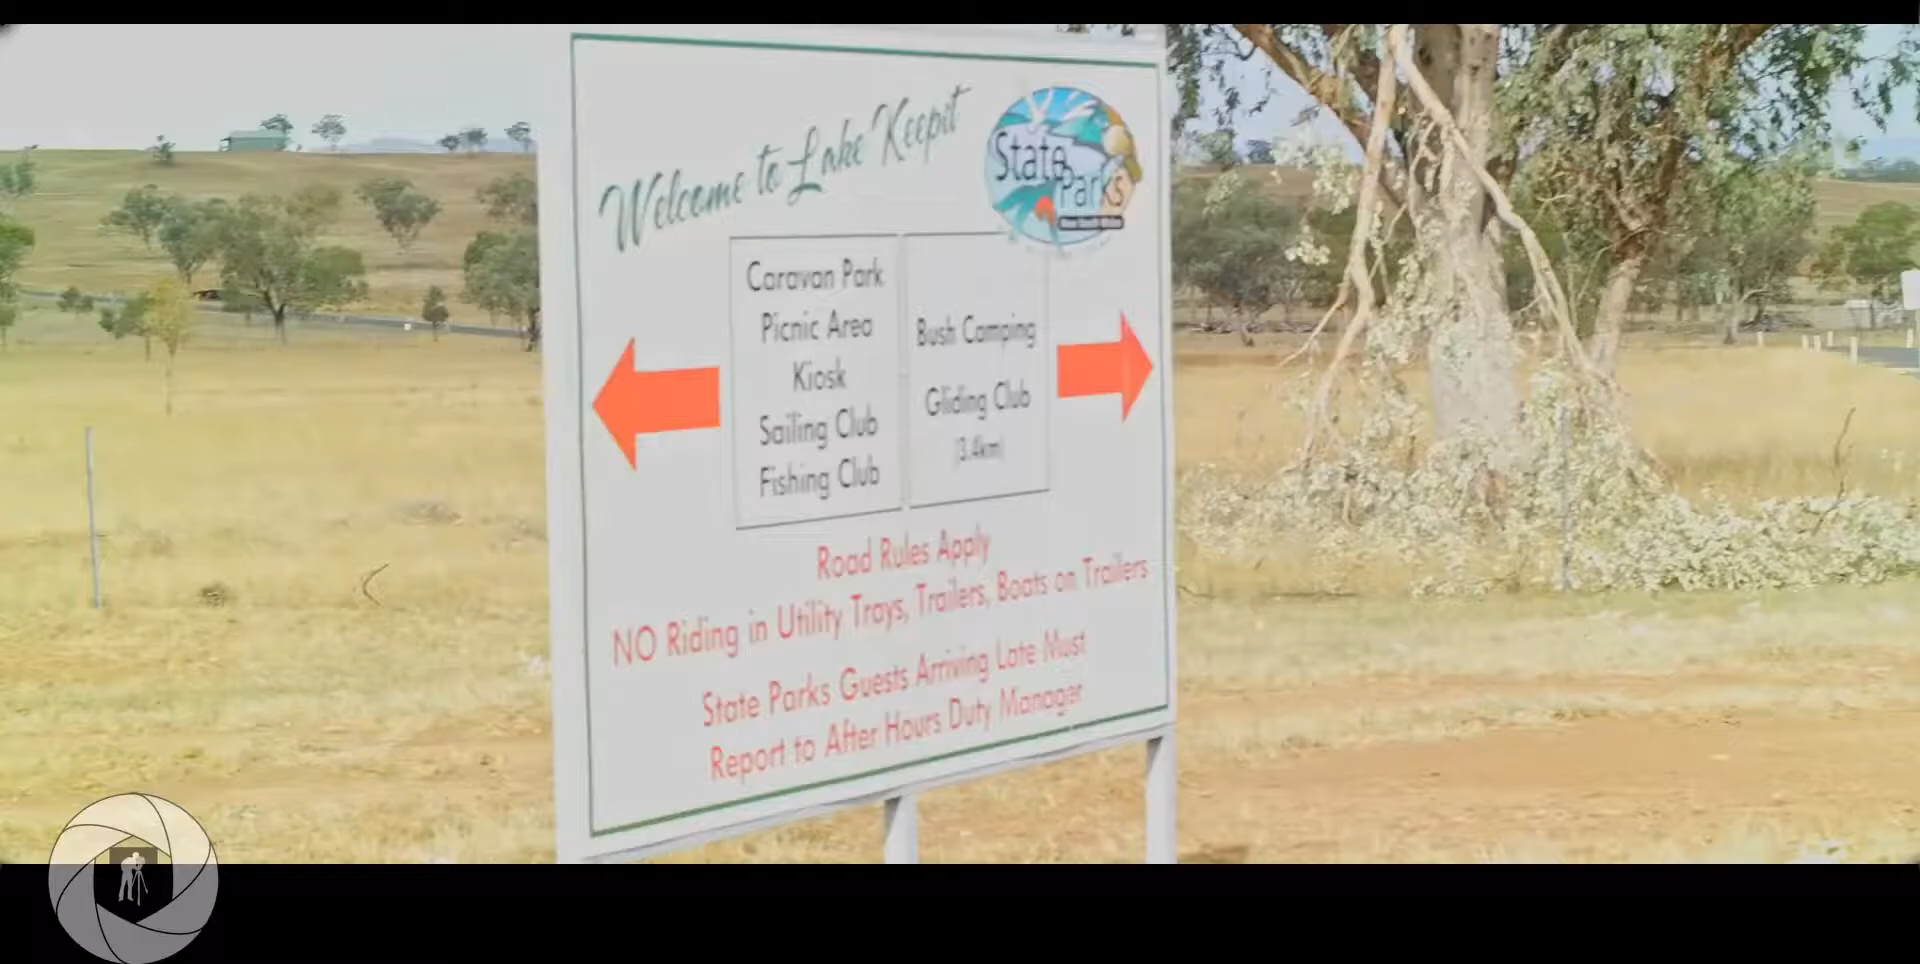 Welcome to Lake Keepit
State
Parks
Caravan Park
Picnic Area
Kiosk
Sailing Club
Fishing Club
Bush Camping
Gliding Club
(3.4km)
Road Rules Apply
NO Riding in Utility Trays, Trailers, Boats on Trailers
State Parks Guests Arriving Late Must
Report to After Hours Duty Manager